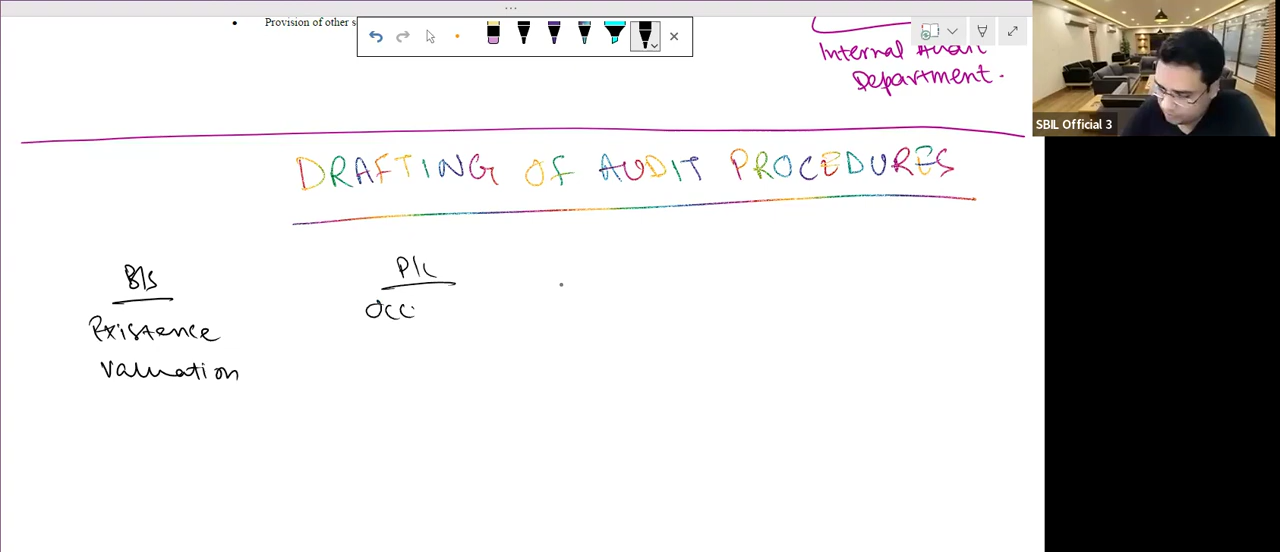 Provision of other s
Internal Audit
Department.
SBIL Official 3
DRAFTING OF AUDIT PROCEDURES
B/S
P/L
Existence
Occ
Valuation